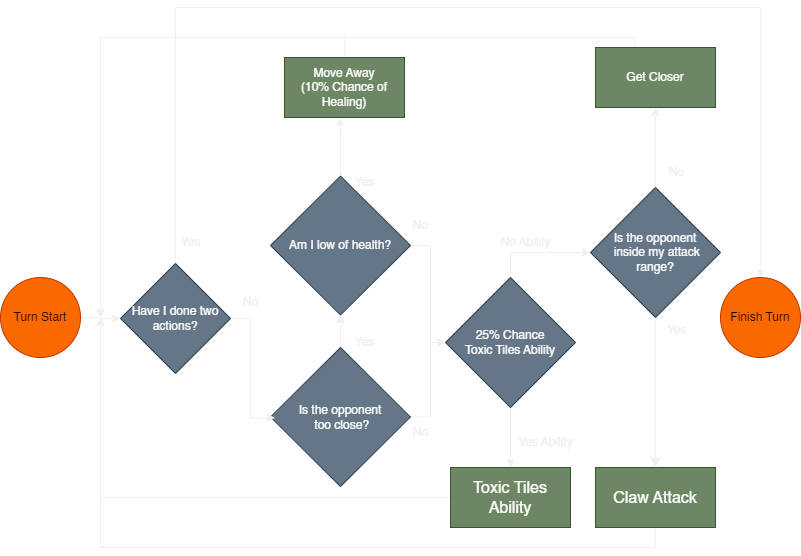 Move Away
(10% Chance of
Healing)
Get Closer
Yes
No
No
Yes
Am I low of health?
No Ability
Is the opponent
inside my attack
range?
Turn Start
Have I done two
actions?
No
Finish Turn
Yes
25% Chance
Toxic Tiles Ability
Yes
Is the opponent
too close?
No
Yes Ability
Toxic Tiles
Ability
Claw Attack